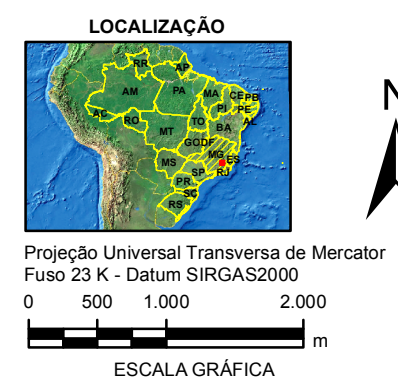 LOCALIZAÇÃO
RR AP
AM PA MA CE PB
PI PE
AC RO TO AL
MT BA
GO DF
MG ES
MS SP RJ
PR
SC
RS
N
Projeção Universal Transversa de Mercator
Fuso 23 K - Datum SIRGAS2000
0 500 1.000 2.000
m
ESCALA GRÁFICA